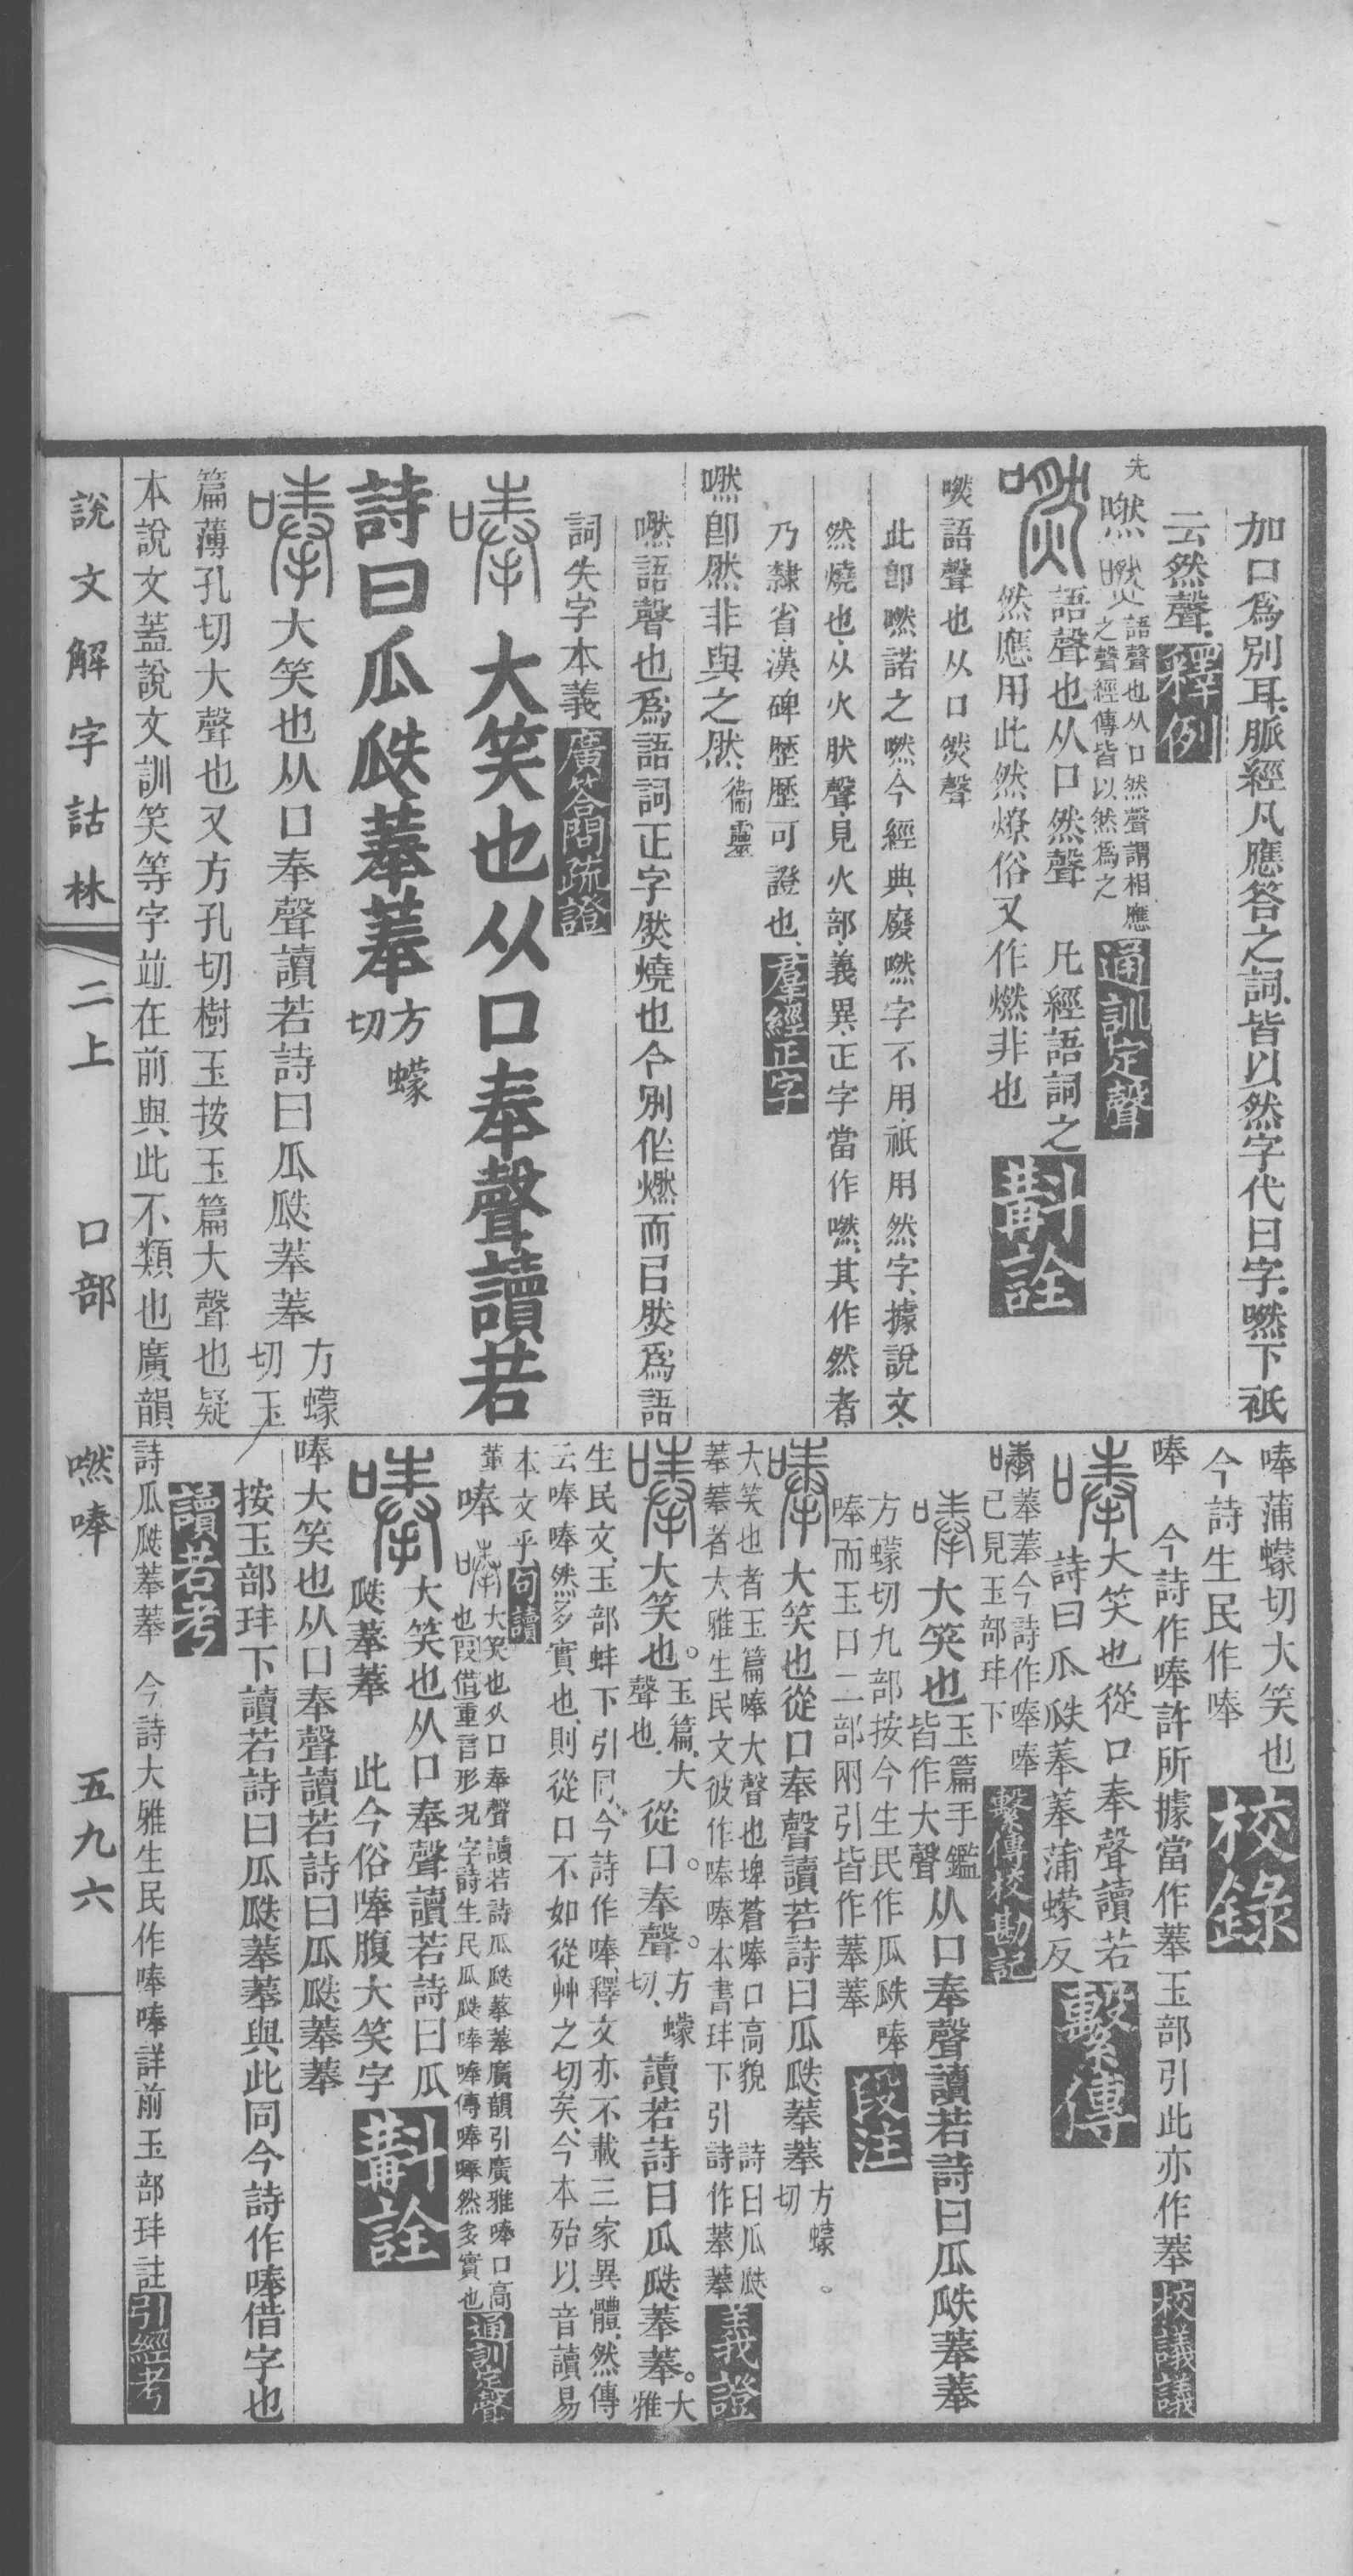 加口爲別耳脈經凡應答之詞皆以然字代曰字嘫下祇
云然聲釋例
先 嘫
語聲也从口然聲謂相應
之聲經傳皆以然爲之
通訓定聲
語聲也从口然聲 凡經語詞之
然應用此然燎俗又作燃非也
斠詮
嘫語聲也从口然聲
此卽嘫諾之嘫今經典廢嘫字不用祇用然字據說文
然燒也从火肰聲見火部義異正字當作嘫其作然者
乃隸省漢碑歷歷可證也羣經正字
嘫卽然非與之然衞靈
嘫語聲也爲語詞正字然燒也今別作燃而已然爲語
詞失字本義廣答問疏證
大笑也从口奉聲讀若
詩曰瓜瓞菶菶方蠓切
大笑也从口奉聲讀若詩曰瓜瓞菶菶方蠓切玉
篇薄孔切大聲也又方孔切樹玉按玉篇大聲也疑
本說文蓋說文訓笑等字竝在前與此不類也廣韻
唪蒲蠓切大笑也校錄
今詩生民作唪
唪 今詩作唪許所據當作菶玉部引此亦作菶校議議
大笑也從口奉聲讀若
詩曰瓜瓞菶菶蒲蠓反
繫傳
菶菶今詩作唪唪
已見玉部玤下
繫傳校勘記
大笑也玉篇手鑑皆作大聲从口奉聲讀若詩曰瓜瓞菶菶
方蠓切九部按今生民作瓜瓞唪
唪而玉口二部兩引皆作菶菶
段注
大笑也從口奉聲讀若詩曰瓜瓞菶菶方蠓切
大笑也者玉篇唪大聲也埤蒼唪口高貌 詩曰瓜瓞
菶菶者大雅生民文彼作唪唪本書玤下引詩作菶菶
義證
大笑也。玉篇大聲也從口奉聲。方蠓切讀若詩曰瓜瓞菶菶。大雅
生民文玉部玤下引同今詩作唪釋文亦不載三家異體然傳
云唪唪然多實也則從口不如從艸之切矣今本殆以音讀易
本文乎句讀
葦 唪
大笑也从口奉聲讀若詩瓜瓞菶菶廣韻引廣雅唪口高
也叚借重言形況字詩生民瓜瓞唪唪傳唪唪然多實也
通訓定聲
大笑也从口奉聲讀若詩曰瓜
瓞菶菶 此今俗唪腹大笑字
斠詮
唪大笑也从口奉聲讀若詩曰瓜瓞菶菶
按玉部玤下讀若詩曰瓜瓞菶菶與此同今詩作唪借字也
讀若考
詩瓜瓞菶菶 今詩大雅生民作唪唪詳前玉部玤註引經考
說文解字詁林 二上 口部 嘫唪 五九六